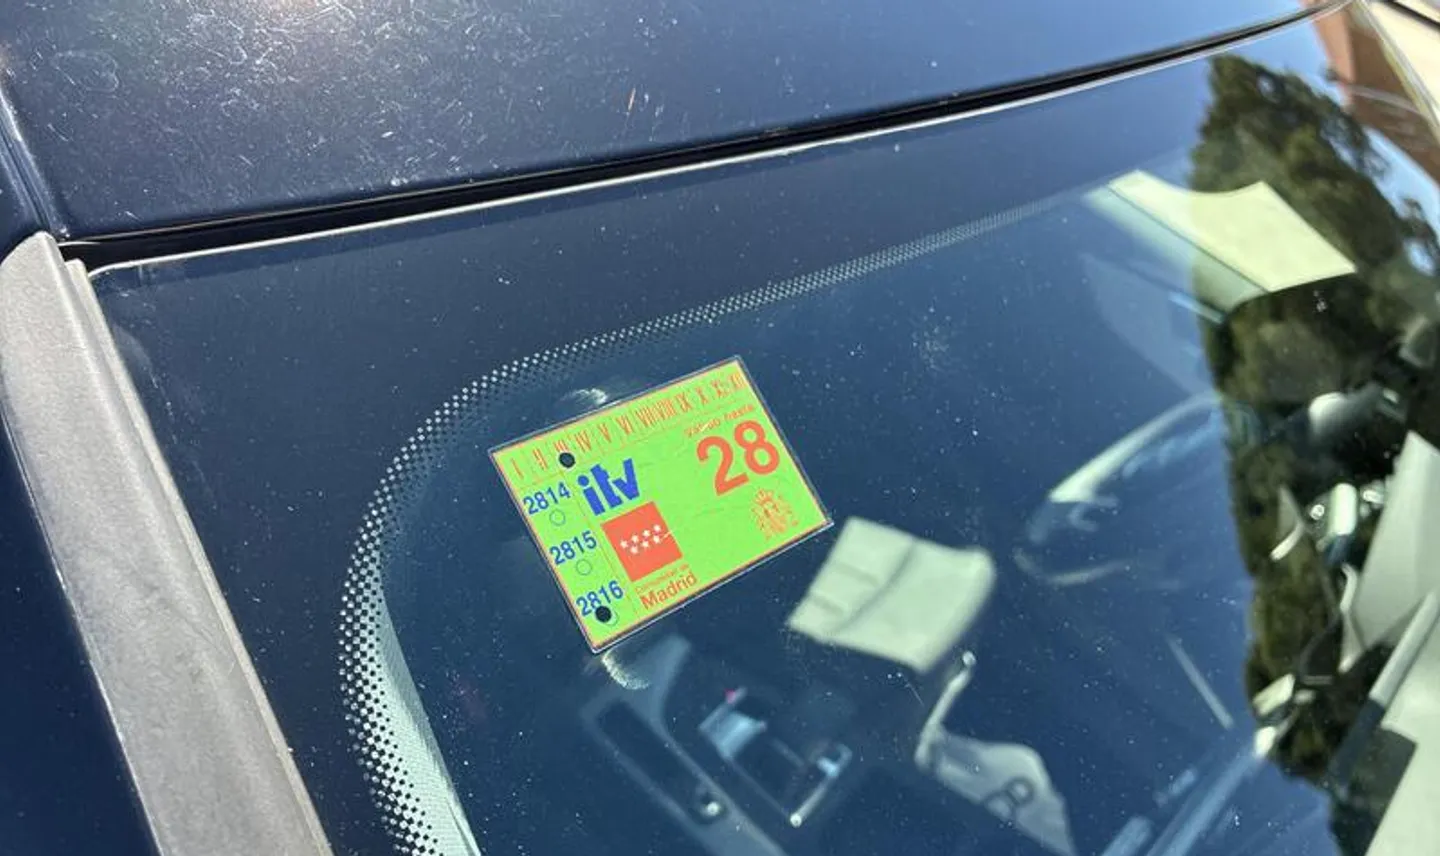 I II III IV V VI VII VIII IX X XI XII
válido hasta
28
itv
2814
2815
2816
Comunidad de
Madrid